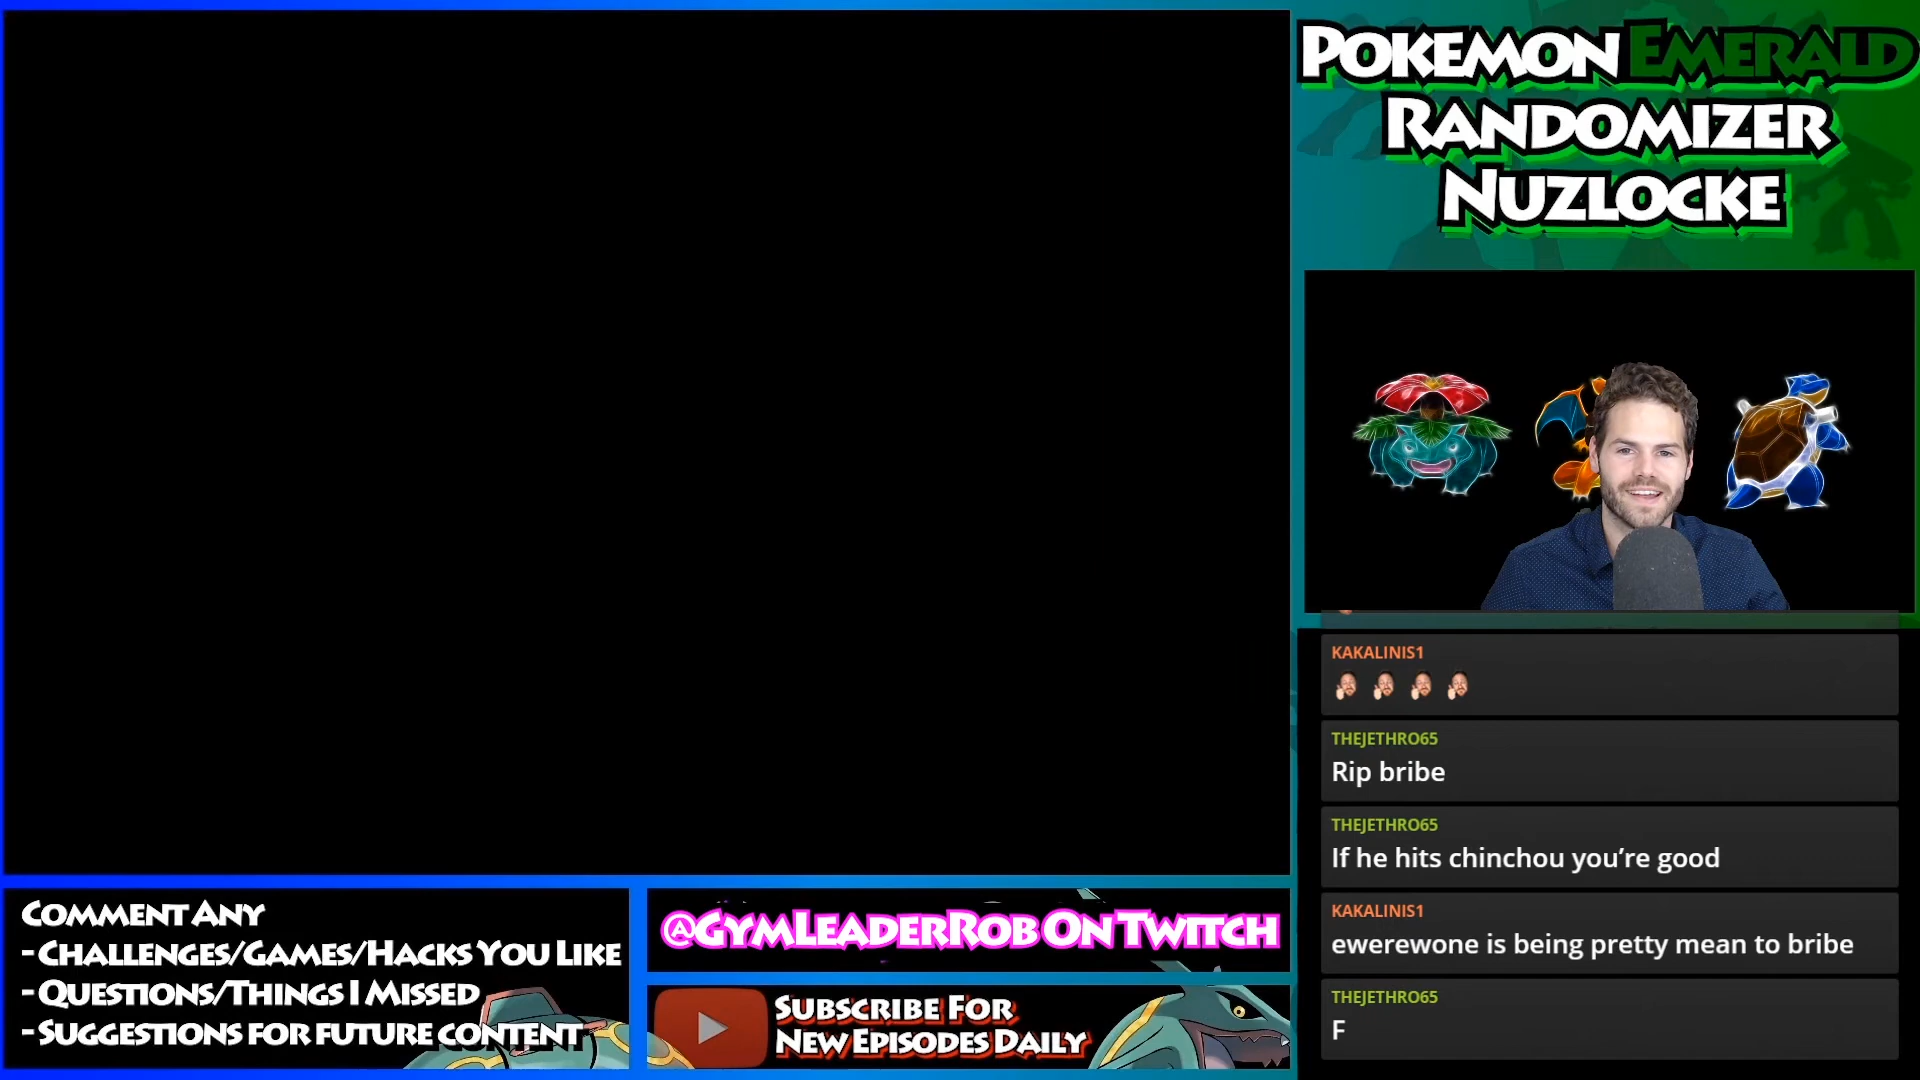 POKEMON EMERALD
RANDOMIZER
NUZLOCKE
KAKALINIS1
THEJETHRO65
Rip bribe
THEJETHRO65
If he hits chinchou you're good
KAKALINIS1
ewerewone is being pretty mean to bribe
THEJETHRO65
F
COMMENT ANY
- CHALLENGES/GAMES/HACKS YOU LIKE
- QUESTIONS/THINGS I MISSED
- SUGGESTIONS FOR FUTURE CONTENT
@GYMLEADERROB ON TWITCH
SUBSCRIBE FOR
NEW EPISODES DAILY